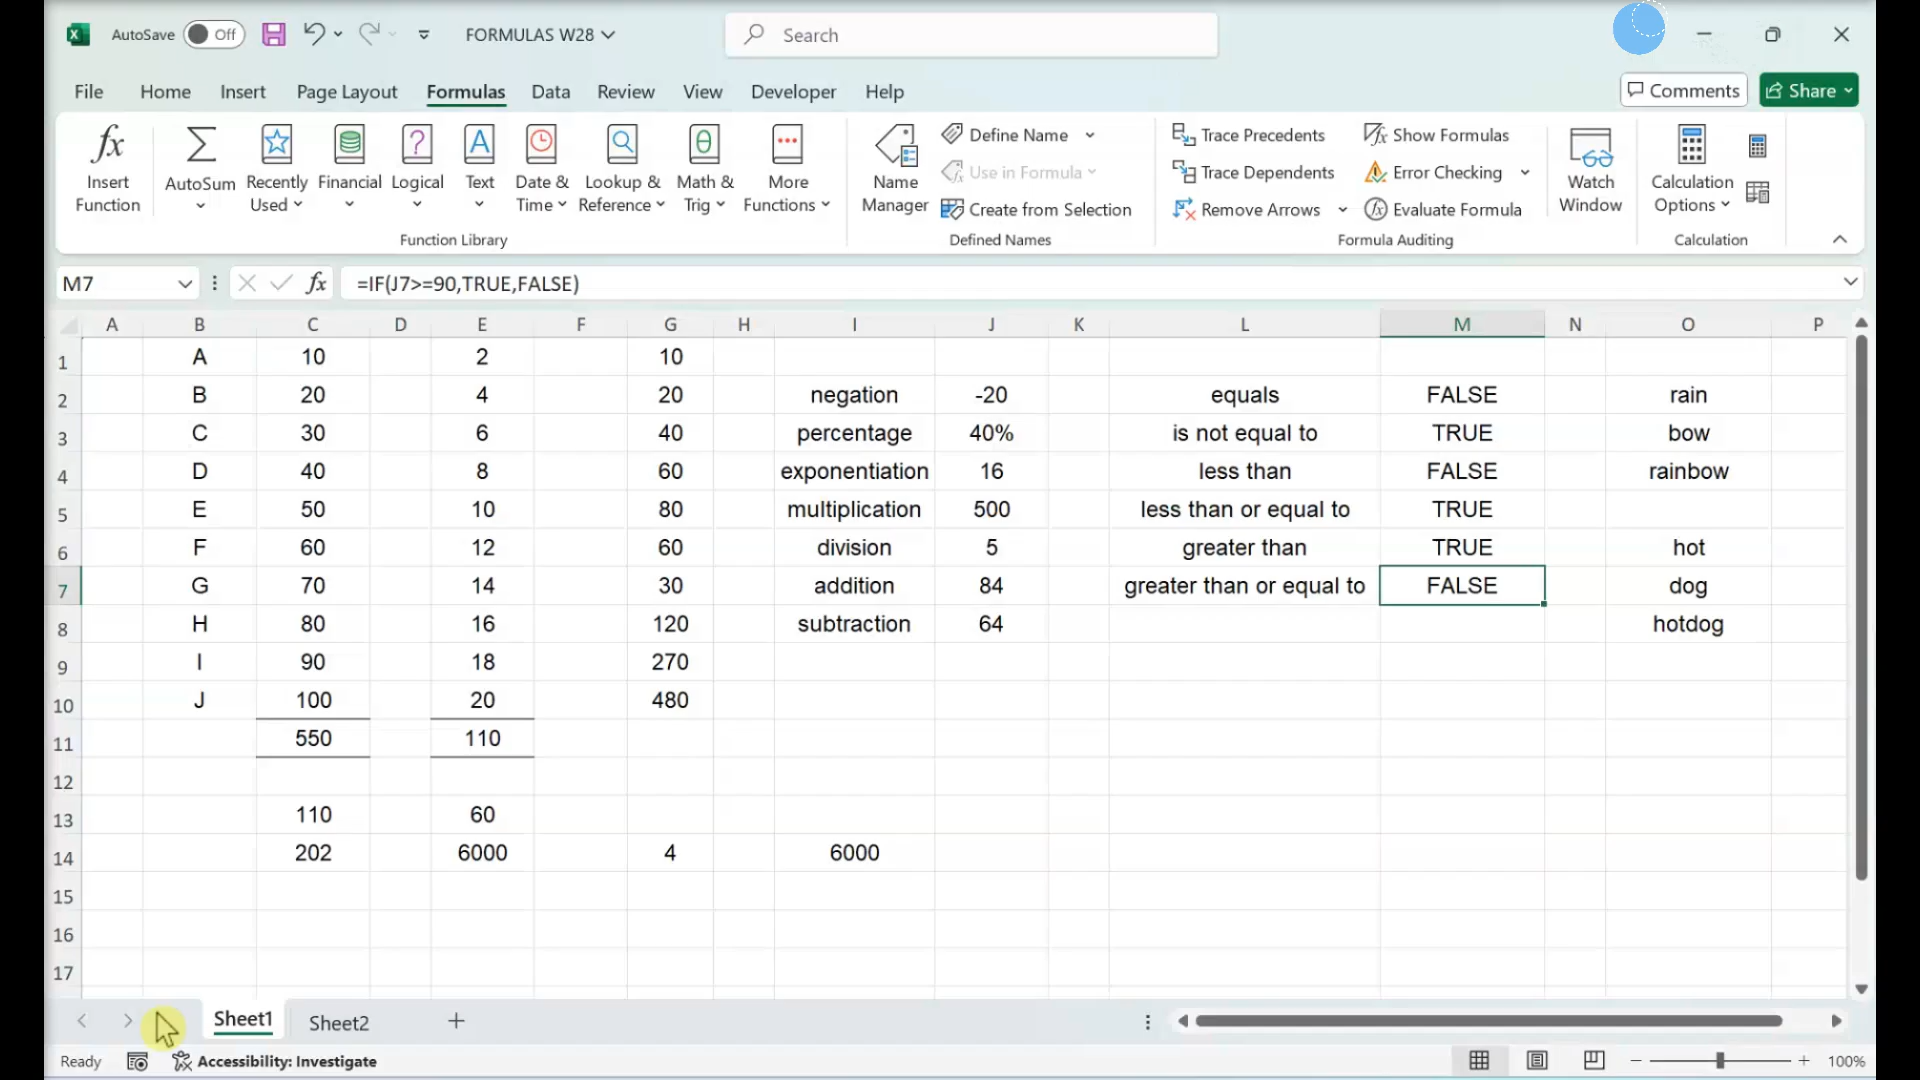 AutoSave Off FORMULAS W28 Search
File Home Insert Page Layout Formulas Data Review View Developer Help Comments Share
Insert Function
AutoSum
Recently Used
Financial
Logical
Text
Date & Time
Lookup & Reference
Math & Trig
More Functions
Function Library
Name Manager
Define Name
Use in Formula
Create from Selection
Defined Names
Trace Precedents
Trace Dependents
Remove Arrows
Show Formulas
Error Checking
Evaluate Formula
Formula Auditing
Watch Window
Calculation Options
Calculation
M7 fx =IF(J7>=90,TRUE,FALSE)
A B C D E F G H I J K L M N O P
1 A 10 2 10
2 B 20 4 20 negation -20 equals FALSE rain
3 C 30 6 40 percentage 40% is not equal to TRUE bow
4 D 40 8 60 exponentiation 16 less than FALSE rainbow
5 E 50 10 80 multiplication 500 less than or equal to TRUE
6 F 60 12 60 division 5 greater than TRUE hot
7 G 70 14 30 addition 84 greater than or equal to FALSE dog
8 H 80 16 120 subtraction 64 hotdog
9 I 90 18 270
10 J 100 20 480
11 550 110
12
13 110 60
14 202 6000 4 6000
15
16
17
Sheet1 Sheet2
Ready Accessibility: Investigate 100%